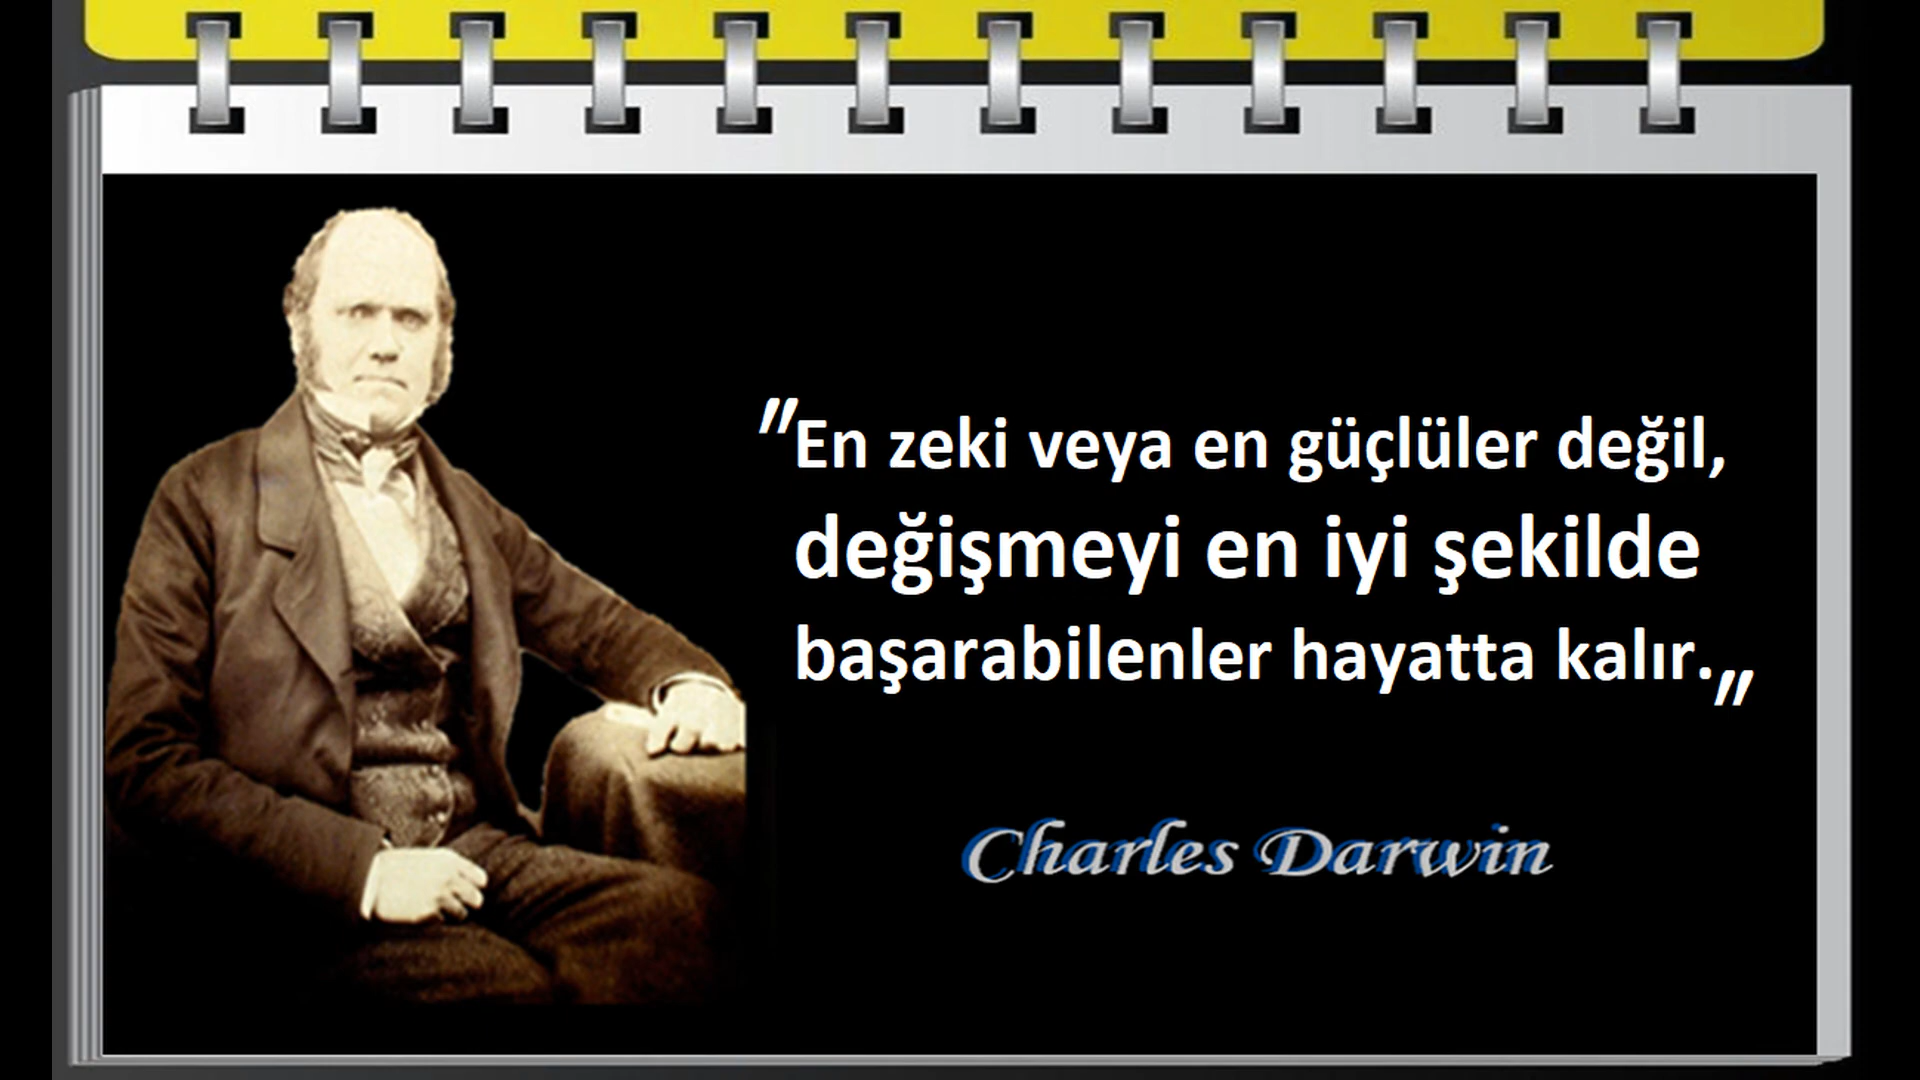 "En zeki veya en güçlüler değil,
değişmeyi en iyi şekilde
başarabilenler hayatta kalır."
Charles Darwin